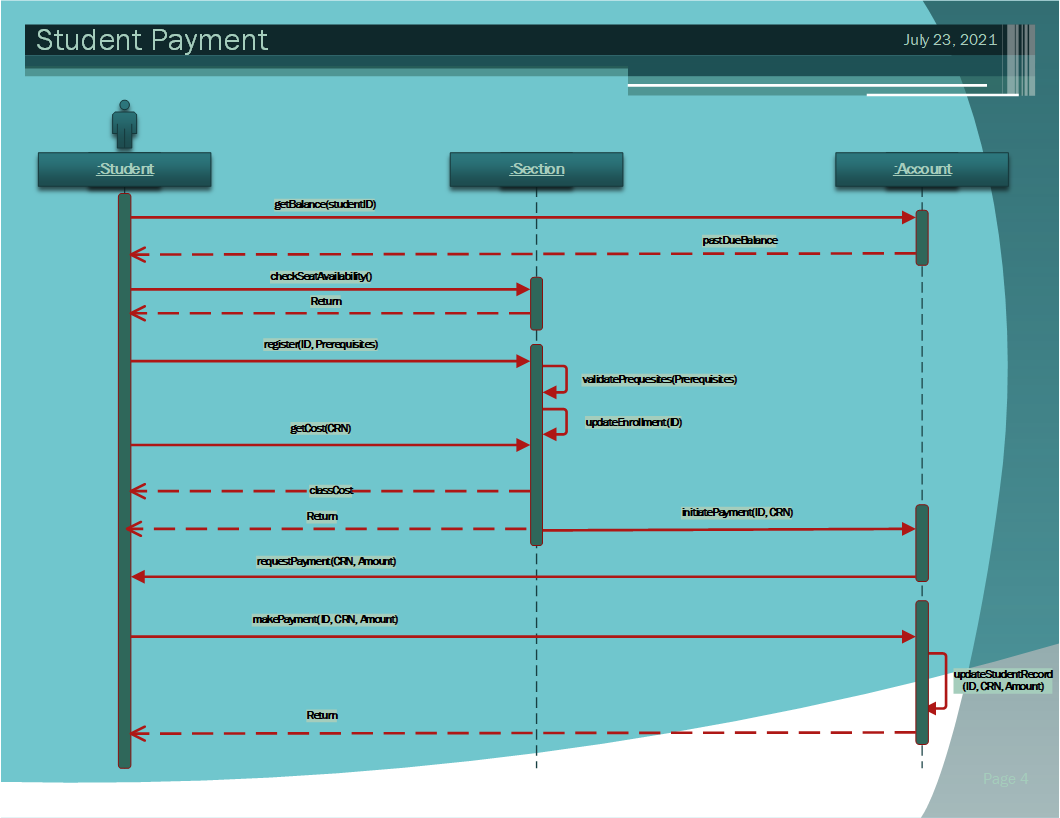 Student Payment
July 23, 2021
:Student
:Section
:Account
getBalance(studentID)
pastDueBalance
checkSeatAvailability()
Return
register(ID, Prerequisites)
validatePrequesites(Prerequisites)
updateEnrollment(ID)
getCost(CRN)
classCost
initiatePayment(ID, CRN)
Return
requestPayment(CRN, Amount)
makePayment(ID, CRN, Amount)
updateStudentRecord
(ID, CRN, Amount)
Return
Page 4